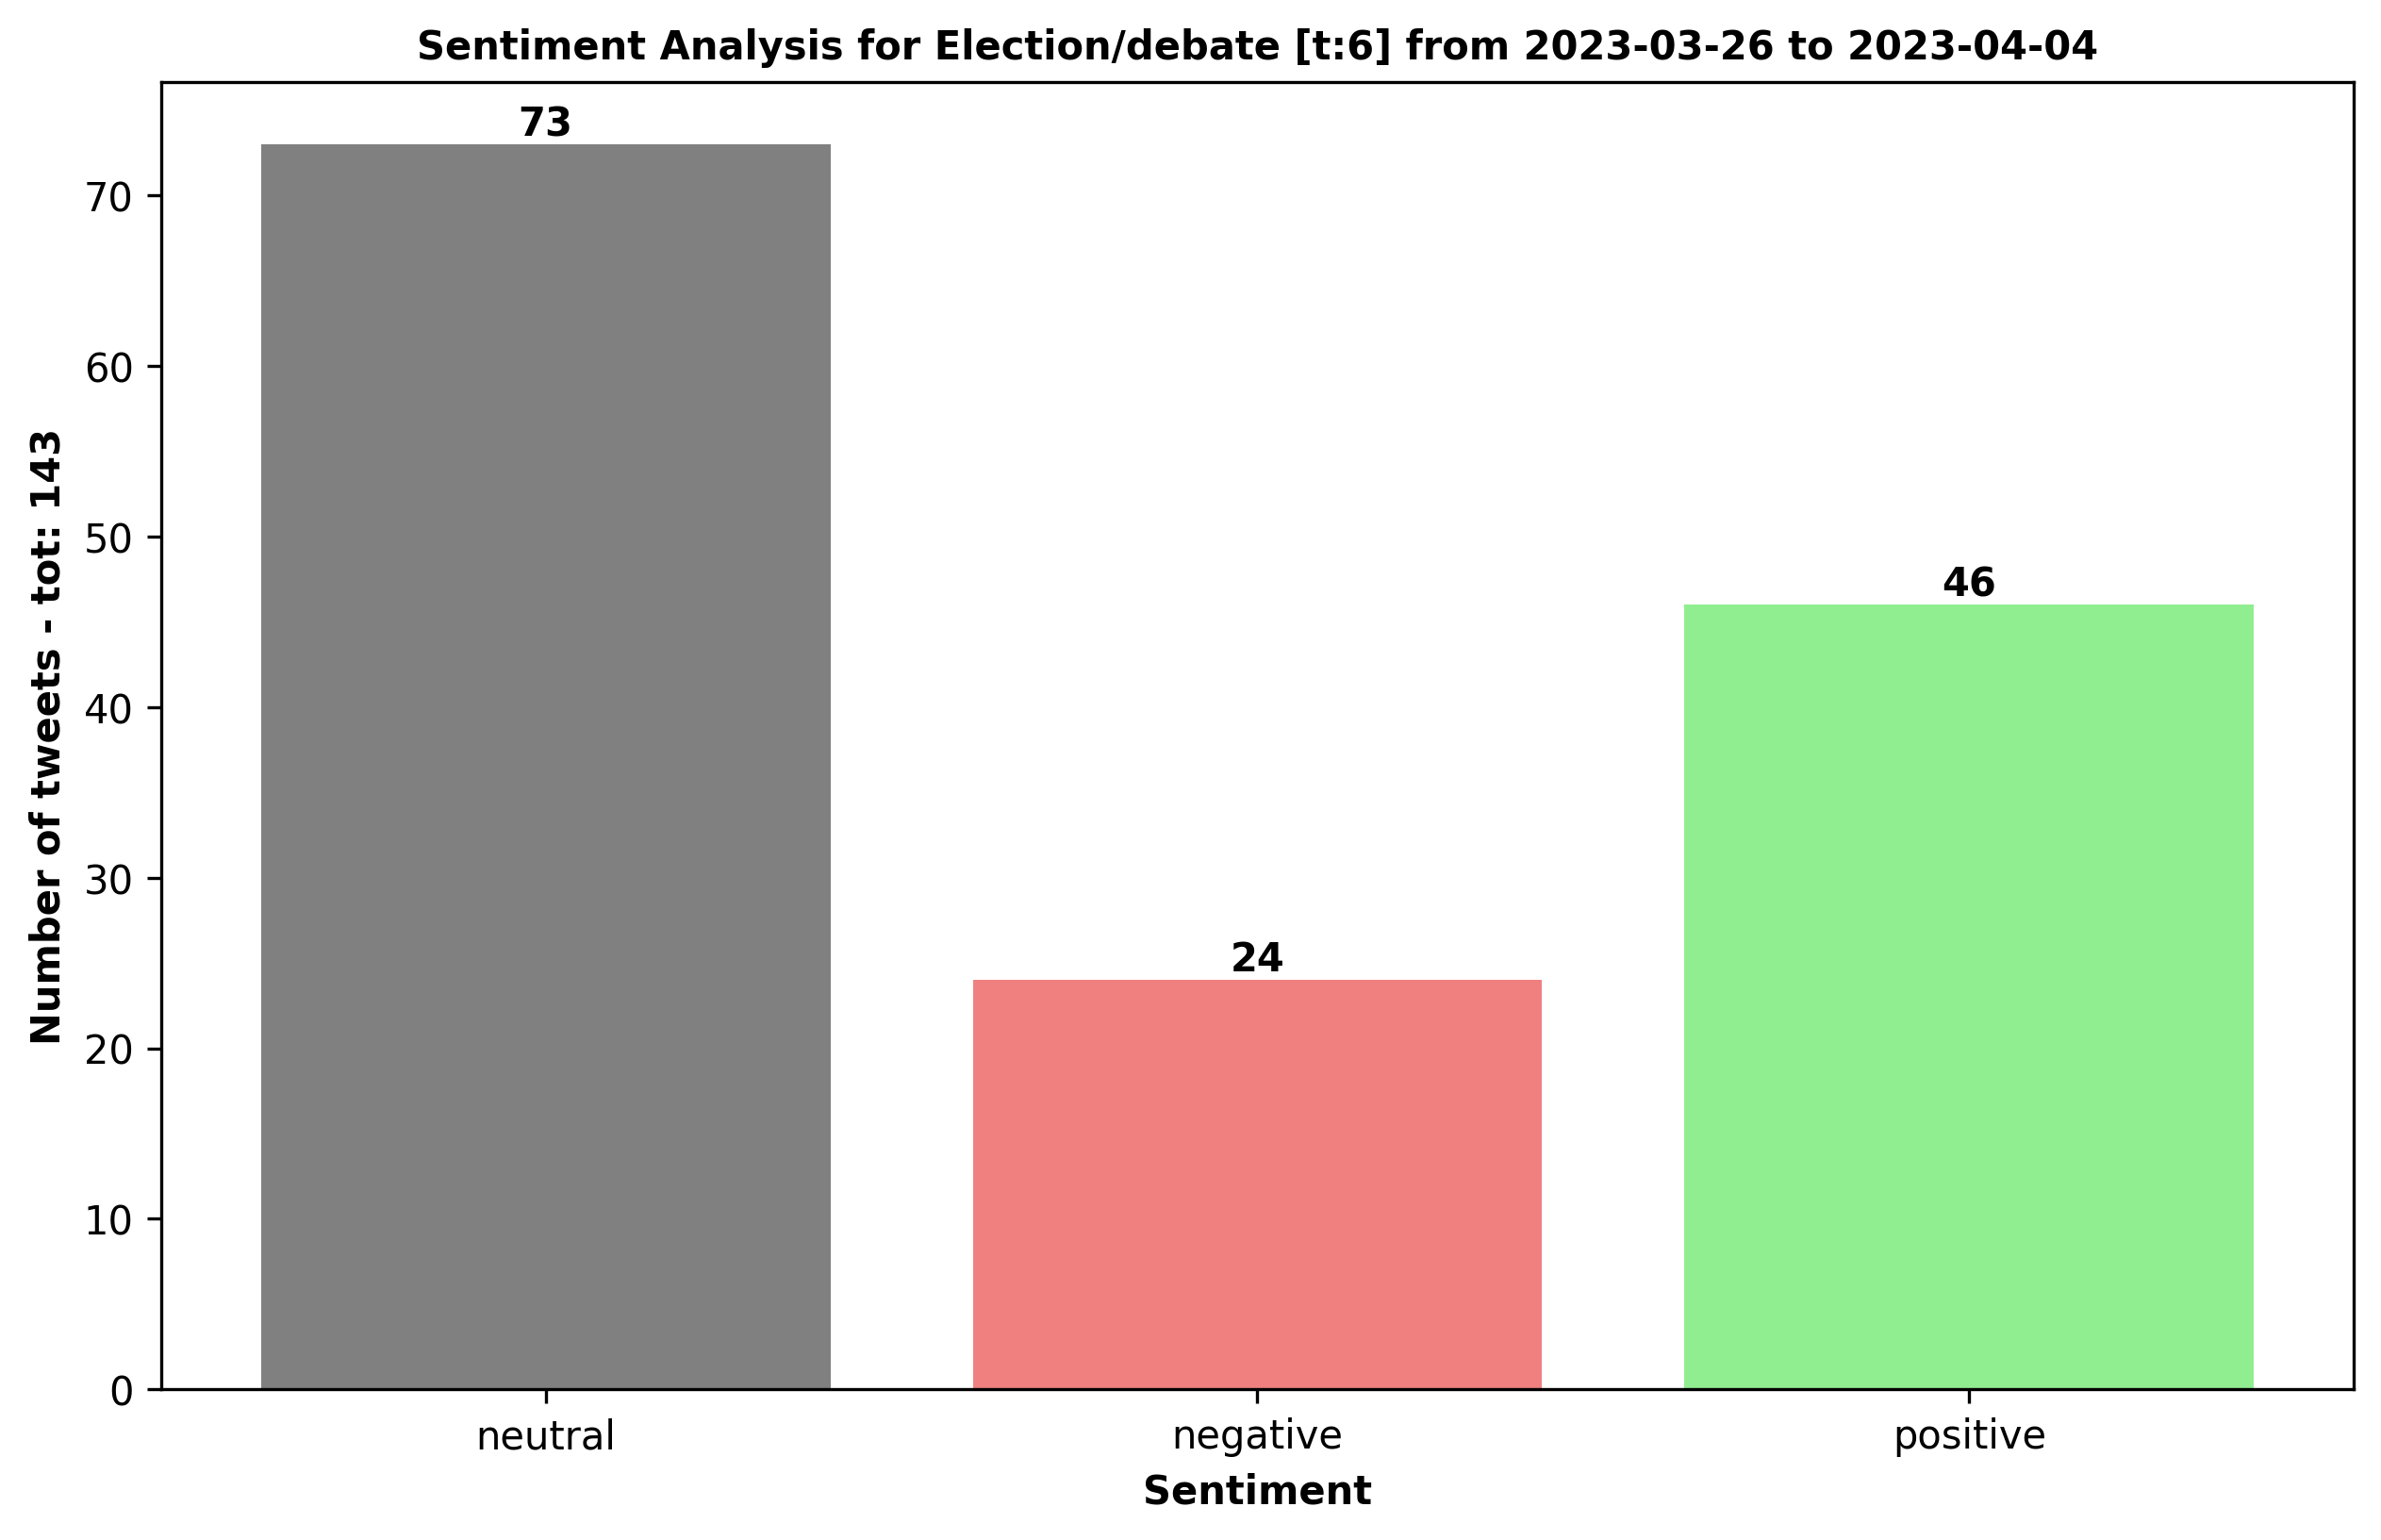 Sentiment Analysis for Election/debate [t:6] from 2023-03-26 to 2023-04-04
Number of tweets - tot: 143
70
60
50
40
30
20
10
0
73
24
46
neutral
negative
positive
Sentiment